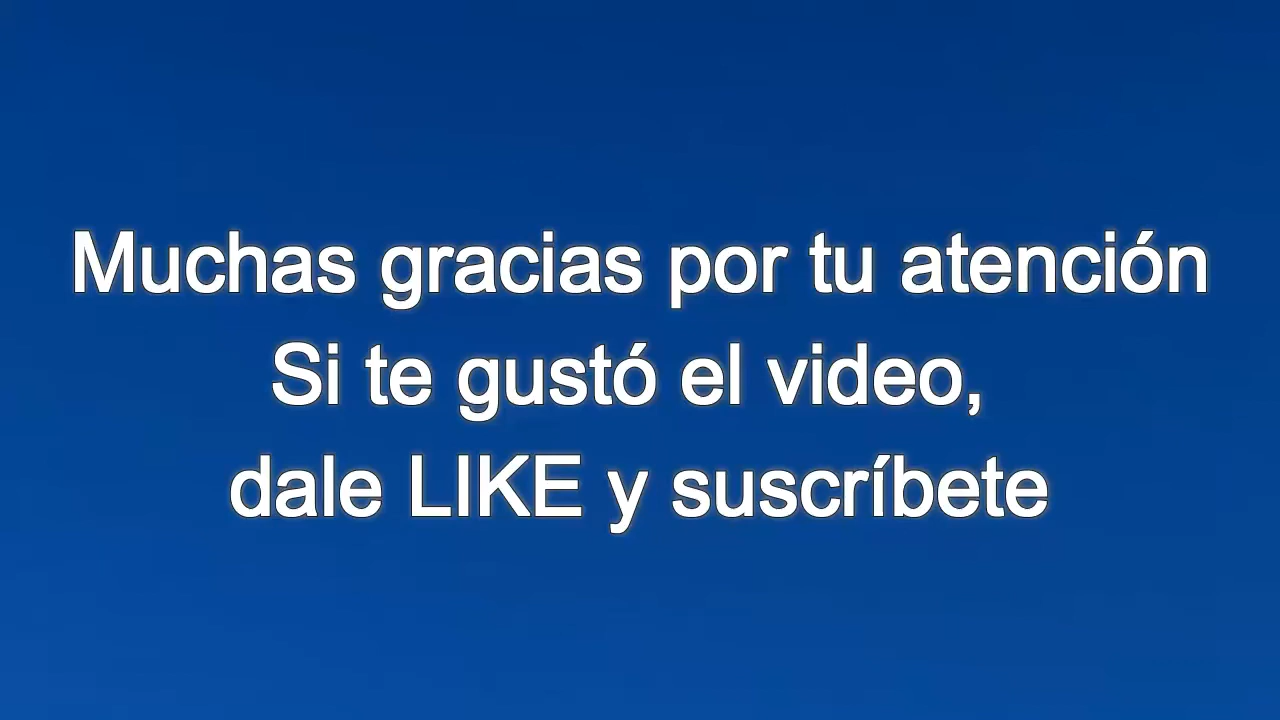 Muchas gracias por tu atención
Si te gustó el video,
dale LIKE y suscríbete